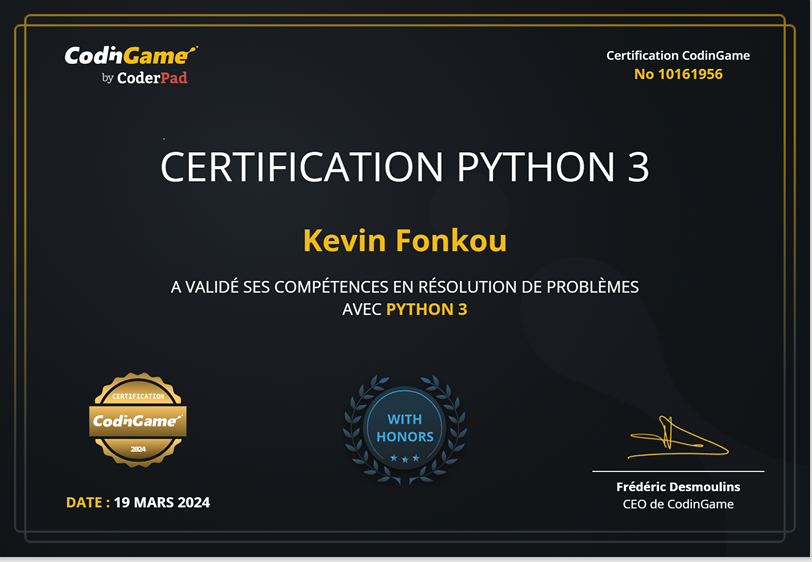 CodinGame
by CoderPad
Certification CodinGame
No 10161956
CERTIFICATION PYTHON 3
Kevin Fonkou
A VALIDÉ SES COMPÉTENCES EN RÉSOLUTION DE PROBLÈMES
AVEC PYTHON 3
CERTIFICATION
CodinGame
2024
WITH
HONORS
DATE : 19 MARS 2024
Frédéric Desmoulins
CEO de CodinGame